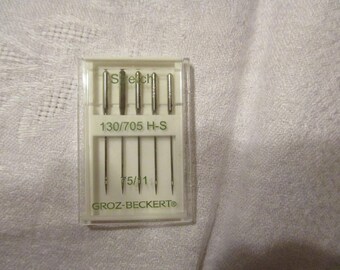 Stretch
130/705 H-S
75/11
GROZ-BECKERT®